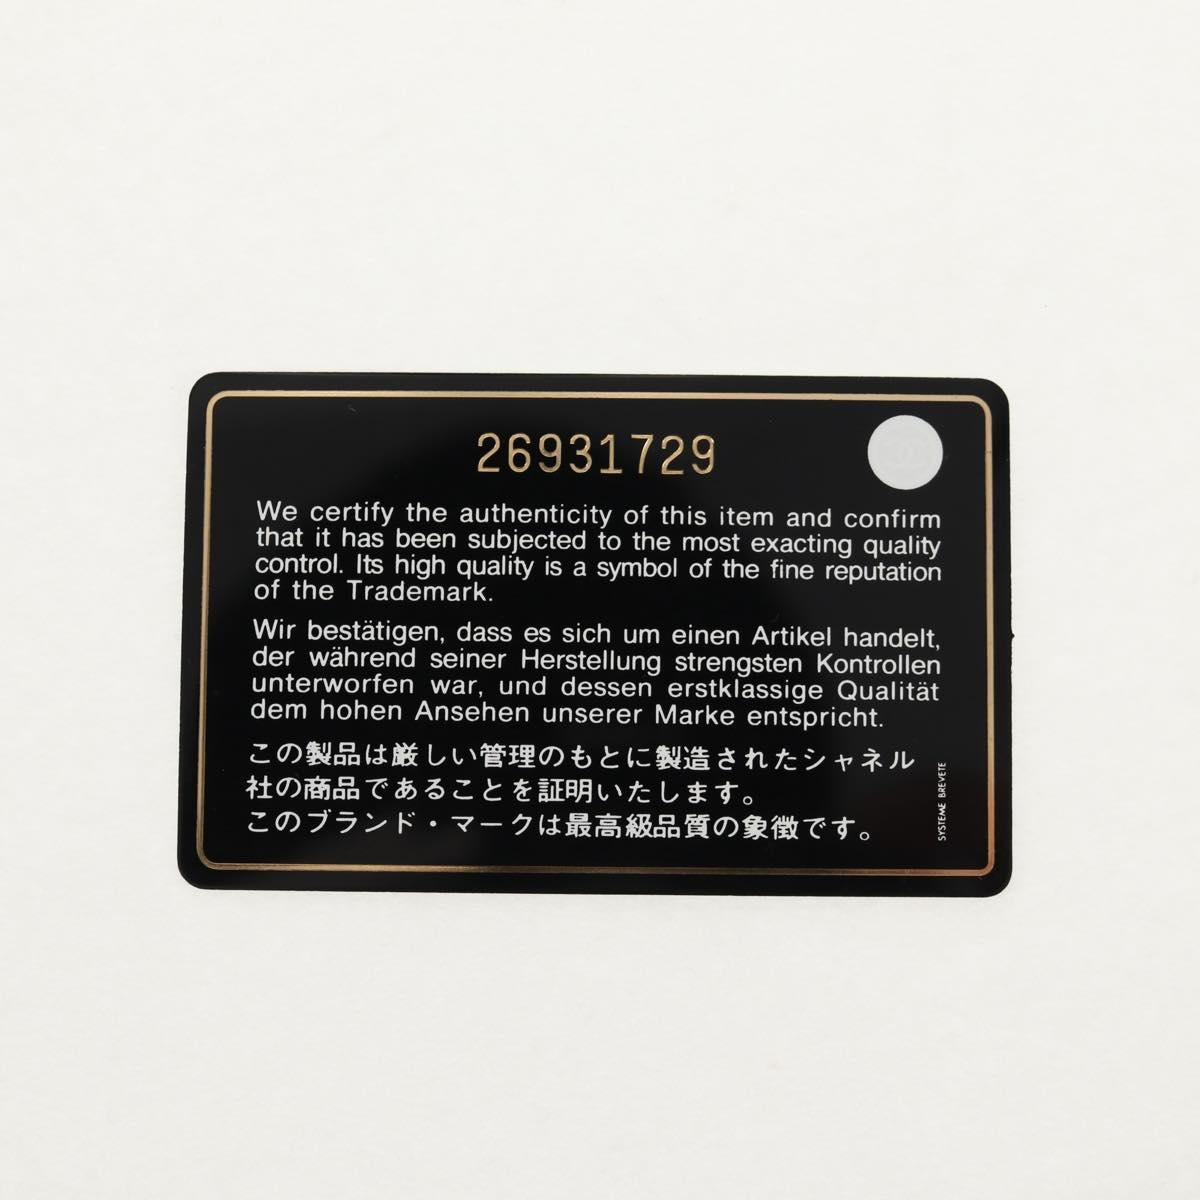 26931729
We certify the authenticity of this item and confirm
that it has been subjected to the most exacting quality
control. Its high quality is a symbol of the fine reputation
of the Trademark.
Wir bestätigen, dass es sich um einen Artikel handelt,
der während seiner Herstellung strengsten Kontrollen
unterworfen war, und dessen erstklassige Qualität
dem hohen Ansehen unserer Marke entspricht.
この製品は厳しい管理のもとに製造されたシャネル
社の商品であることを証明いたします。
このブランド・マークは最高級品質の象徴です。
SYSTEME BREVETE